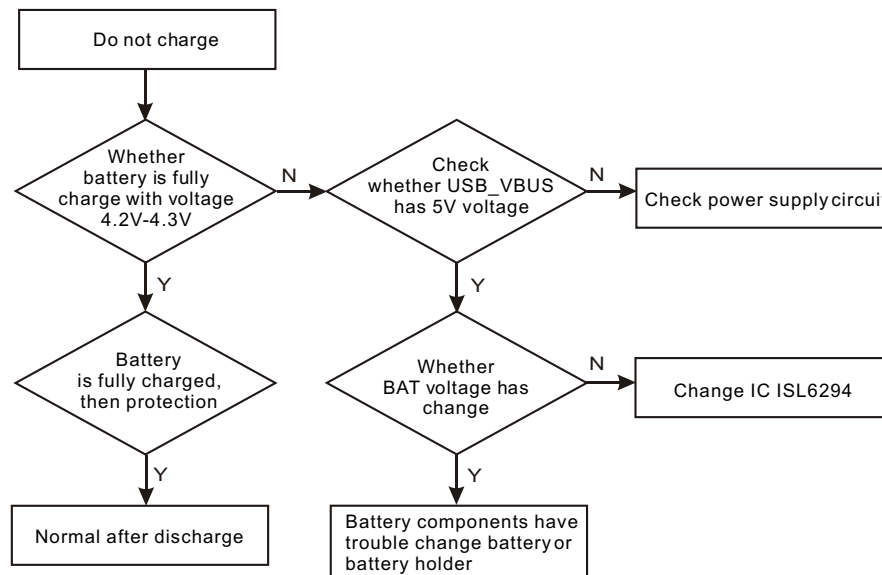 Do not charge
Whether
battery is fully
charge with voltage
4.2V-4.3V
N
Check
whether USB_VBUS
has 5V voltage
N
Check power supply circuit
Y
Y
Battery
is fully charged,
then protection
Whether
BAT voltage has
change
N
Change IC ISL6294
Y
Y
Normal after discharge
Battery components have
trouble change battery or
battery holder